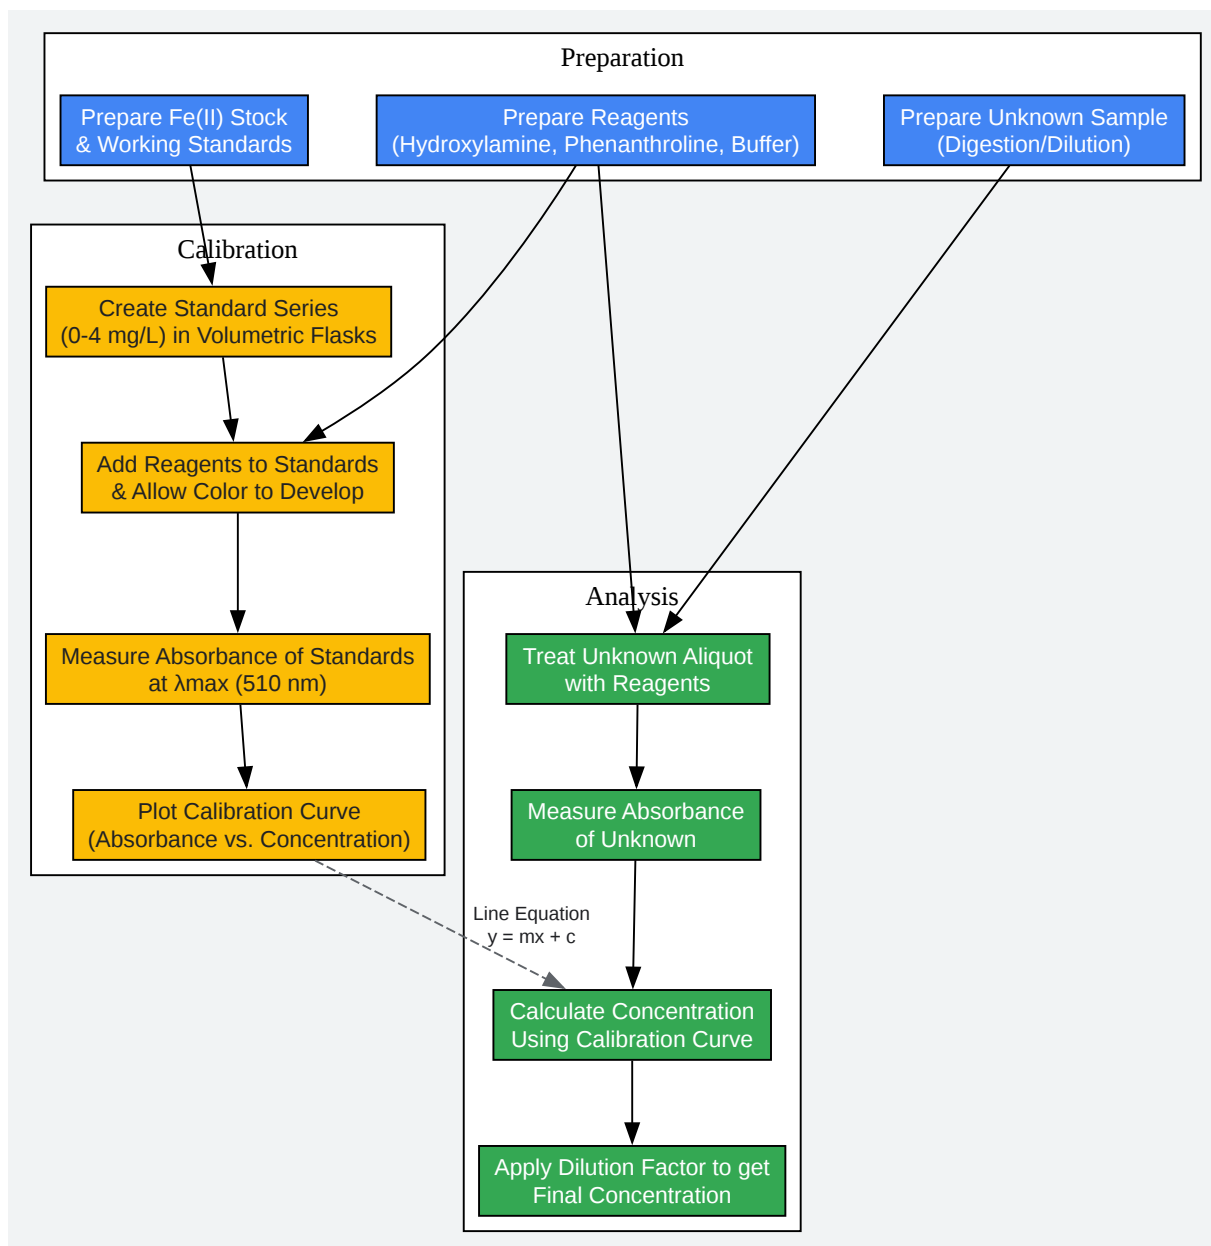 Preparation
Prepare Fe(II) Stock
& Working Standards
Prepare Reagents
(Hydroxylamine, Phenanthroline, Buffer)
Prepare Unknown Sample
(Digestion/Dilution)
Calibration
Create Standard Series
(0-4 mg/L) in Volumetric Flasks
Add Reagents to Standards
& Allow Color to Develop
Measure Absorbance of Standards
at λmax (510 nm)
Plot Calibration Curve
(Absorbance vs. Concentration)
Analysis
Treat Unknown Aliquot
with Reagents
Measure Absorbance
of Unknown
Line Equation
y = mx + c
Calculate Concentration
Using Calibration Curve
Apply Dilution Factor to get
Final Concentration